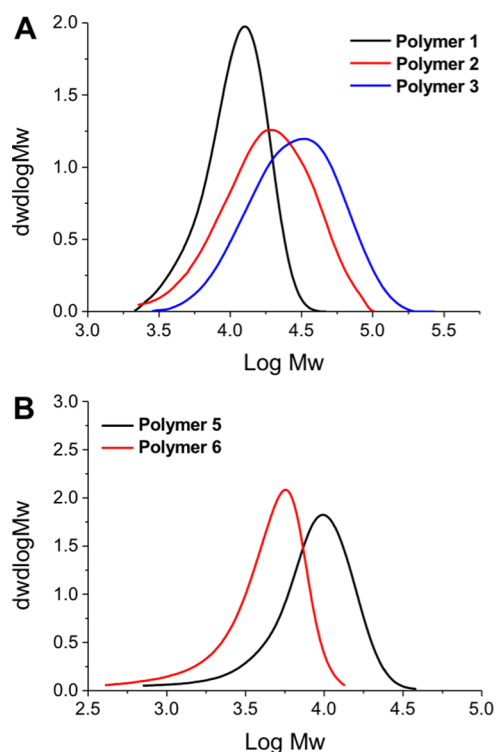 A
2.0
1.5
1.0
0.5
0.0
dwdlogMw
Polymer 1
Polymer 2
Polymer 3
3.0 3.5 4.0 4.5 5.0 5.5
Log Mw
B
3.0
2.5
2.0
1.5
1.0
0.5
0.0
dwdlogMw
Polymer 5
Polymer 6
2.5 3.0 3.5 4.0 4.5 5.0
Log Mw